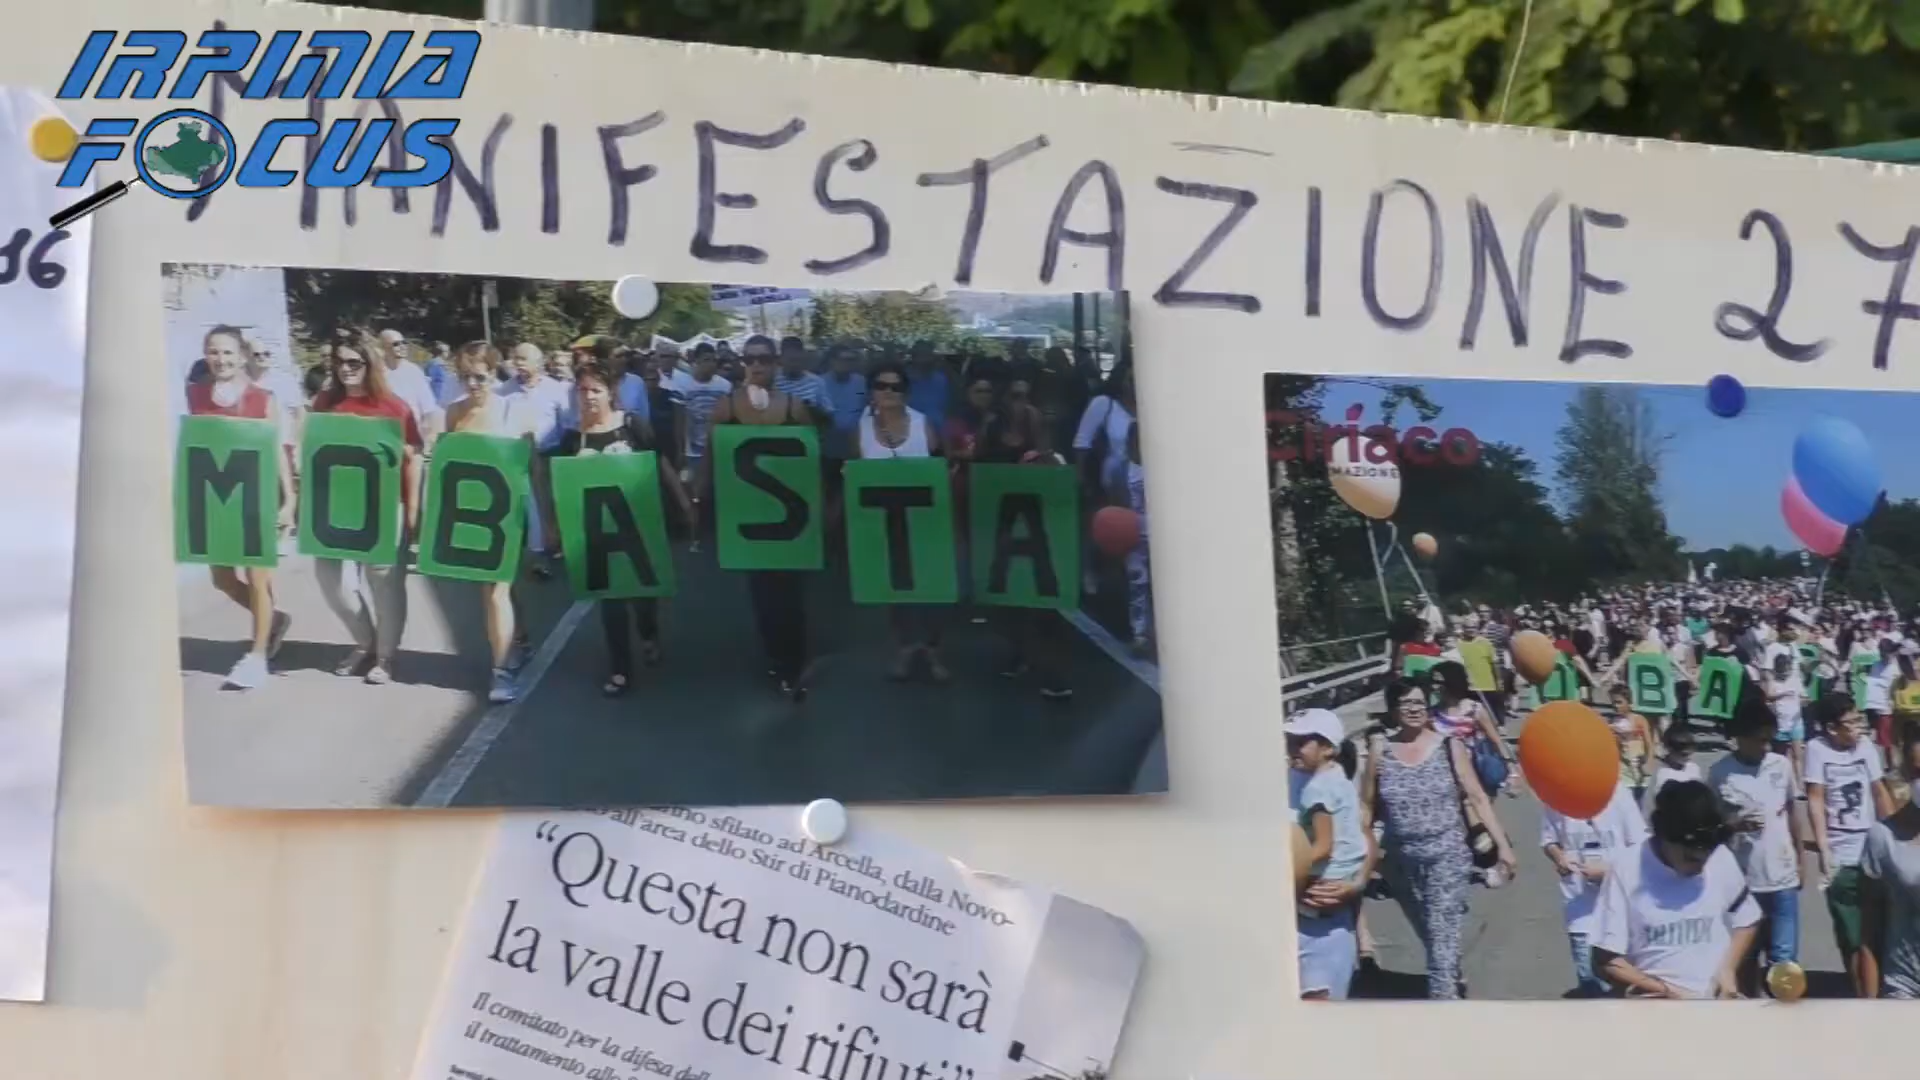 IRPINIA
FOCUS
MANIFESTAZIONE 27
16
MO'BASTA
Ciriaco
BA
sfilato ad Arcella, dalla Novo-
all'area dello Stir di Pianodardine
“Questa non sarà
la valle dei rifiuti”
Il comitato per la difesa
il trattamento allo